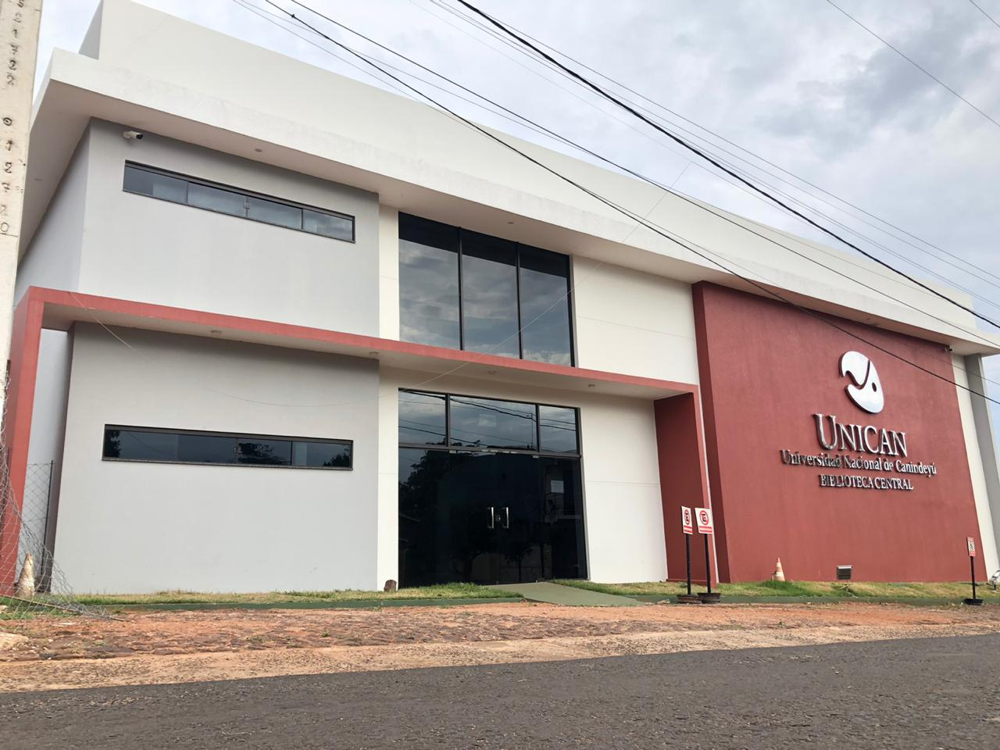 UNICAN
Universidad Nacional de Canindeyú
BIBLIOTECA CENTRAL
E
E